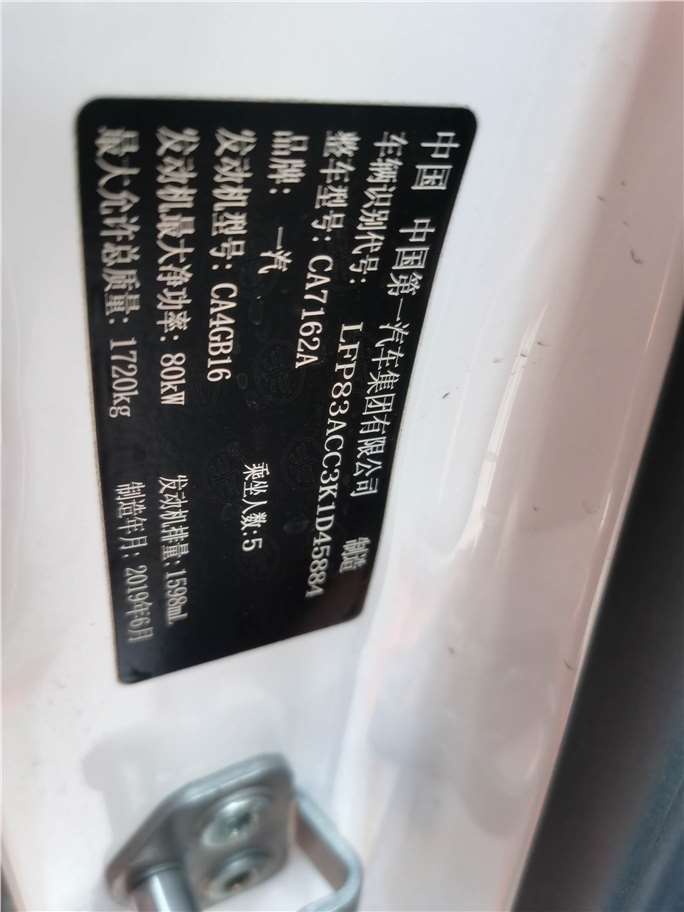 中国 中国第一汽车集团有限公司 制造
车辆识别代号: LFP83ACC3K1D45884
整车型号: CA7162A
品牌: 一汽 乘坐人数:5
发动机型号: CA4GB16
发动机最大净功率: 80kW 发动机排量:1598mL
最大允许总质量: 1720kg 制造年月: 2019年6月